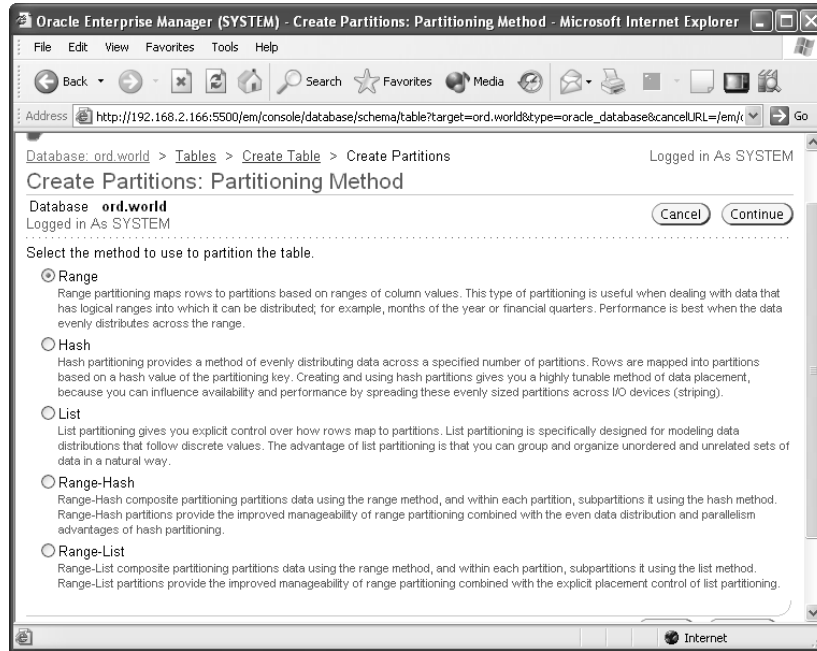 Oracle Enterprise Manager (SYSTEM) - Create Partitions: Partitioning Method - Microsoft Internet Explorer
File Edit View Favorites Tools Help
Back Search Favorites Media
Address http://192.168.2.166:5500/em/console/database/schema/table?target=ord.world&type=oracle_database&cancelURL=/em/c Go
Database: ord.world > Tables > Create Table > Create Partitions Logged in As SYSTEM
Create Partitions: Partitioning Method
Database ord.world
Logged in As SYSTEM
Cancel Continue
Select the method to use to partition the table.
Range
Range partitioning maps rows to partitions based on ranges of column values. This type of partitioning is useful when dealing with data that
has logical ranges into which it can be distributed; for example, months of the year or financial quarters. Performance is best when the data
evenly distributes across the range.
Hash
Hash partitioning provides a method of evenly distributing data across a specified number of partitions. Rows are mapped into partitions
based on a hash value of the partitioning key. Creating and using hash partitions gives you a highly tunable method of data placement,
because you can influence availability and performance by spreading these evenly sized partitions across I/O devices (striping).
List
List partitioning gives you explicit control over how rows map to partitions. List partitioning is specifically designed for modeling data
distributions that follow discrete values. The advantage of list partitioning is that you can group and organize unordered and unrelated sets of
data in a natural way.
Range-Hash
Range-Hash composite partitioning partitions data using the range method, and within each partition, subpartitions it using the hash method.
Range-Hash partitions provide the improved manageability of range partitioning combined with the even data distribution and parallelism
advantages of hash partitioning.
Range-List
Range-List composite partitioning partitions data using the range method, and within each partition, subpartitions it using the list method.
Range-List partitions provide the improved manageability of range partitioning combined with the explicit placement control of list partitioning.
Internet